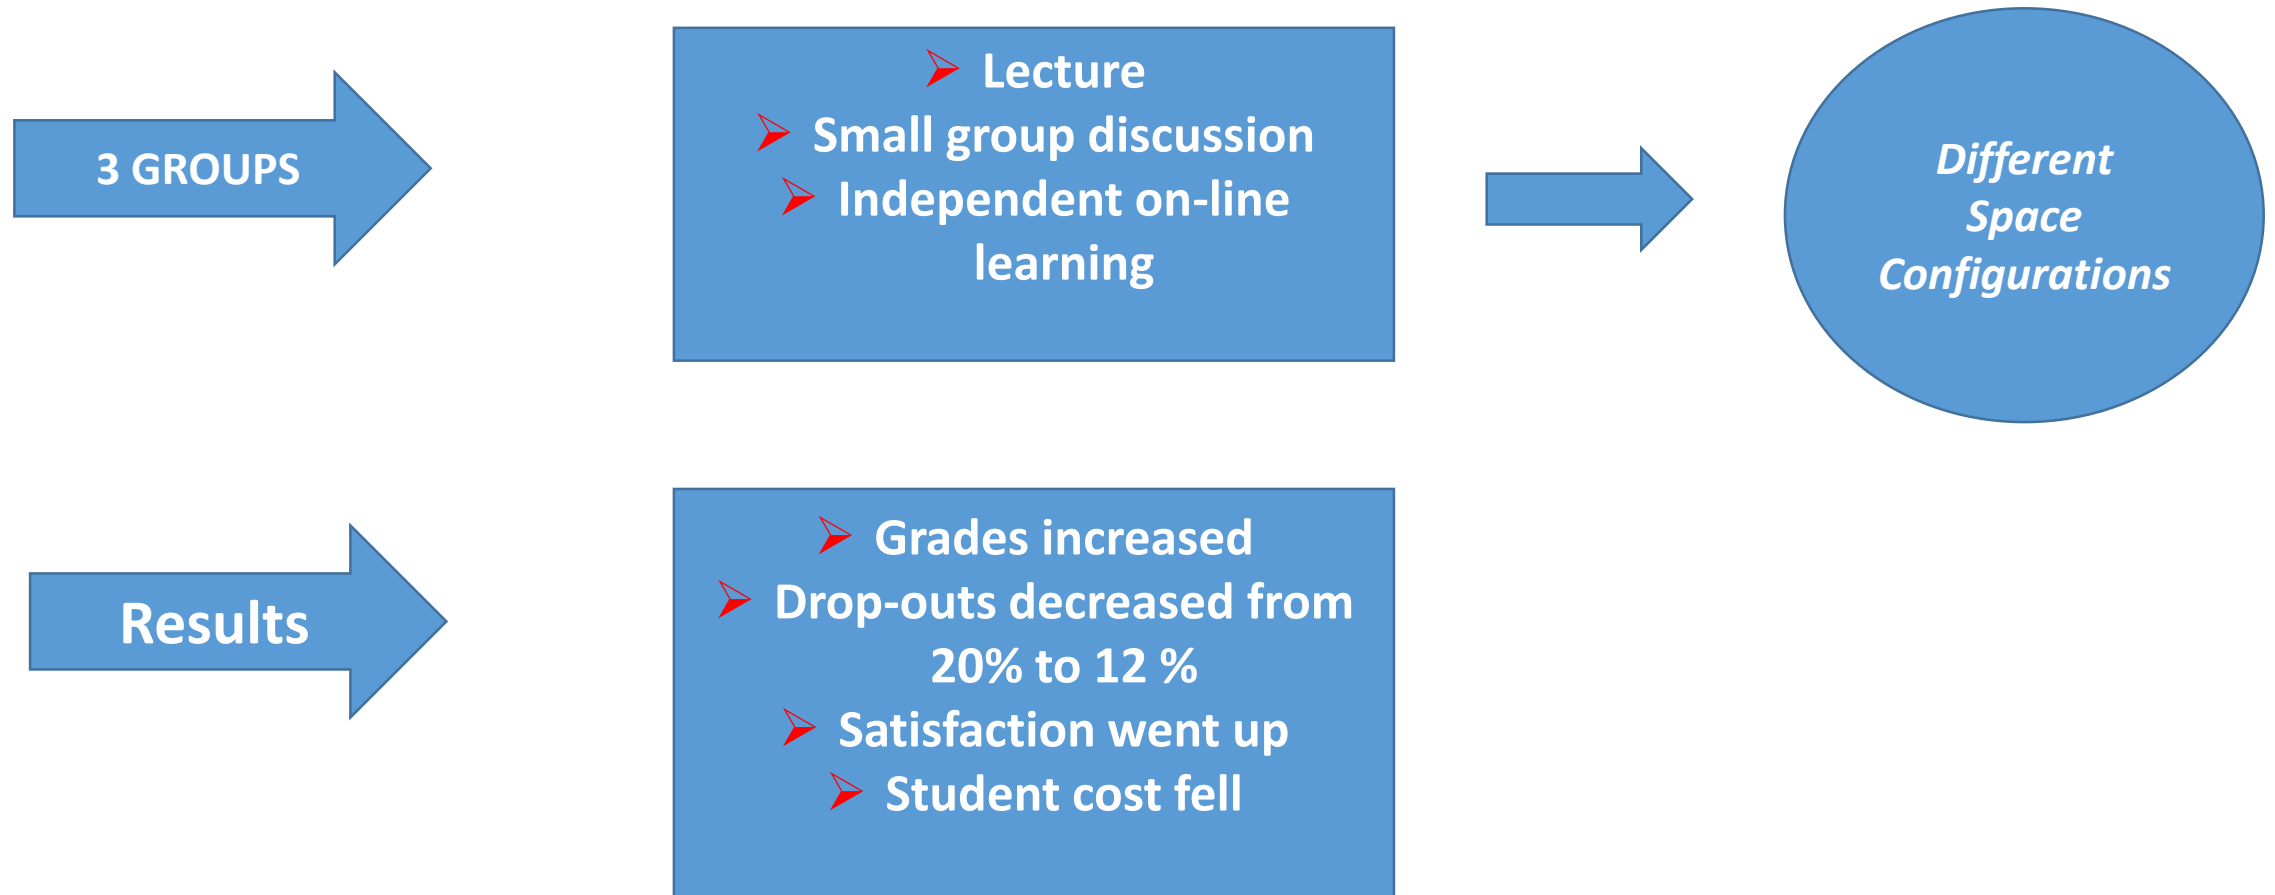 3 GROUPS
Lecture
Small group discussion
Independent on-line
learning
Different
Space
Configurations
Results
Grades increased
Drop-outs decreased from
20% to 12 %
Satisfaction went up
Student cost fell